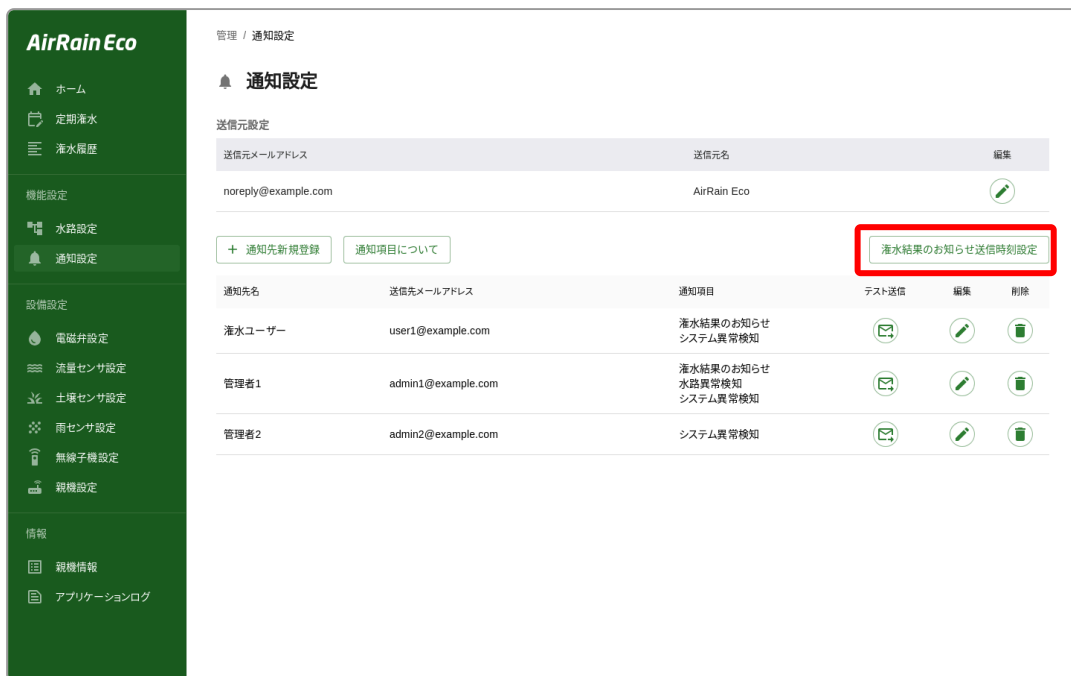 AirRain Eco
ホーム
定期潅水
潅水履歴
機能設定
水路設定
通知設定
設備設定
電磁弁設定
流量センサ設定
土壌センサ設定
雨センサ設定
無線子機設定
親機設定
情報
親機情報
アプリケーションログ
管理 / 通知設定
通知設定
送信元設定
送信元メールアドレス 送信元名 編集
noreply@example.com AirRain Eco
+ 通知先新規登録 通知項目について 潅水結果のお知らせ送信時刻設定
通知先名 送信先メールアドレス 通知項目 テスト送信 編集 削除
潅水ユーザー user1@example.com 潅水結果のお知らせ
システム異常検知
管理者1 admin1@example.com 潅水結果のお知らせ
水路異常検知
システム異常検知
管理者2 admin2@example.com システム異常検知